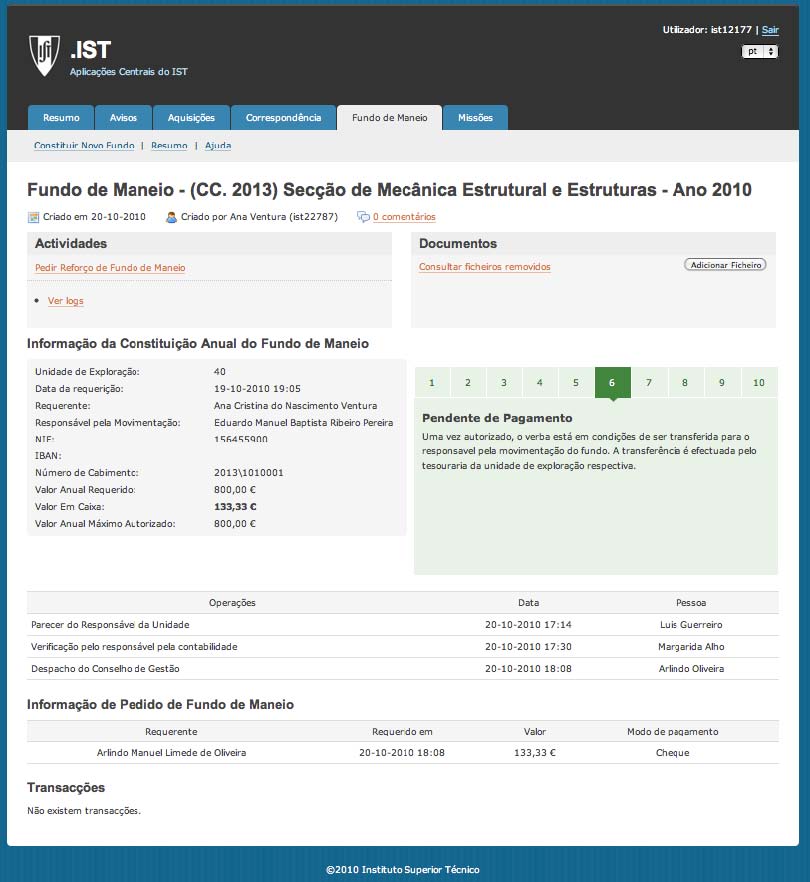 Utilizador: ist12177 | Sair
.IST
pt
Aplicações Centrais do IST
Resumo Avisos Aquisições Correspondência Fundo de Maneio Missões
Constituir Novo Fundo | Resumo | Ajuda
Fundo de Maneio - (CC. 2013) Secção de Mecânica Estrutural e Estruturas - Ano 2010
Criado em 20-10-2010 Criado por Ana Ventura (ist22787) 0 comentários
Actividades
Pedir Reforço de Fundo de Maneio
• Ver logs
Documentos
Consultar ficheiros removidos Adicionar Ficheiro
Informação da Constituição Anual do Fundo de Maneio
Unidade de Exploração: 40
Data da requerição: 19-10-2010 19:05
Requerente: Ana Cristina do Nascimento Ventura
Responsável pela Movimentação: Eduardo Manuel Baptista Ribeiro Pereira
NIF: 156455900
IBAN:
Número de Cabimento: 2013\1010001
Valor Anual Requerido: 800,00 €
Valor Em Caixa: 133,33 €
Valor Anual Máximo Autorizado: 800,00 €
1 2 3 4 5 6 7 8 9 10
Pendente de Pagamento
Uma vez autorizado, o verba está em condições de ser transferida para o
responsavel pela movimentação do fundo. A transferência é efectuada pelo
tesouraria da unidade de exploração respectiva.
Operações Data Pessoa
Parecer do Responsável da Unidade 20-10-2010 17:14 Luis Guerreiro
Verificação pelo responsável pela contabilidade 20-10-2010 17:30 Margarida Alho
Despacho do Conselho de Gestão 20-10-2010 18:08 Arlindo Oliveira
Informação de Pedido de Fundo de Maneio
Requerente Requerido em Valor Modo de pagamento
Arlindo Manuel Limede de Oliveira 20-10-2010 18:08 133,33 € Cheque
Transacções
Não existem transacções.
©2010 Instituto Superior Técnico